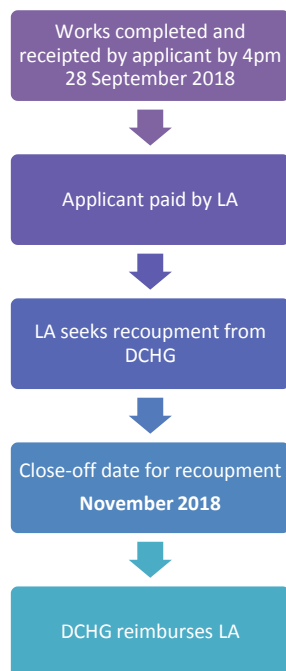 Works completed and
receipted by applicant by 4pm
28 September 2018
Applicant paid by LA
LA seeks recoupment from
DCHG
Close-off date for recoupment
November 2018
DCHG reimburses LA